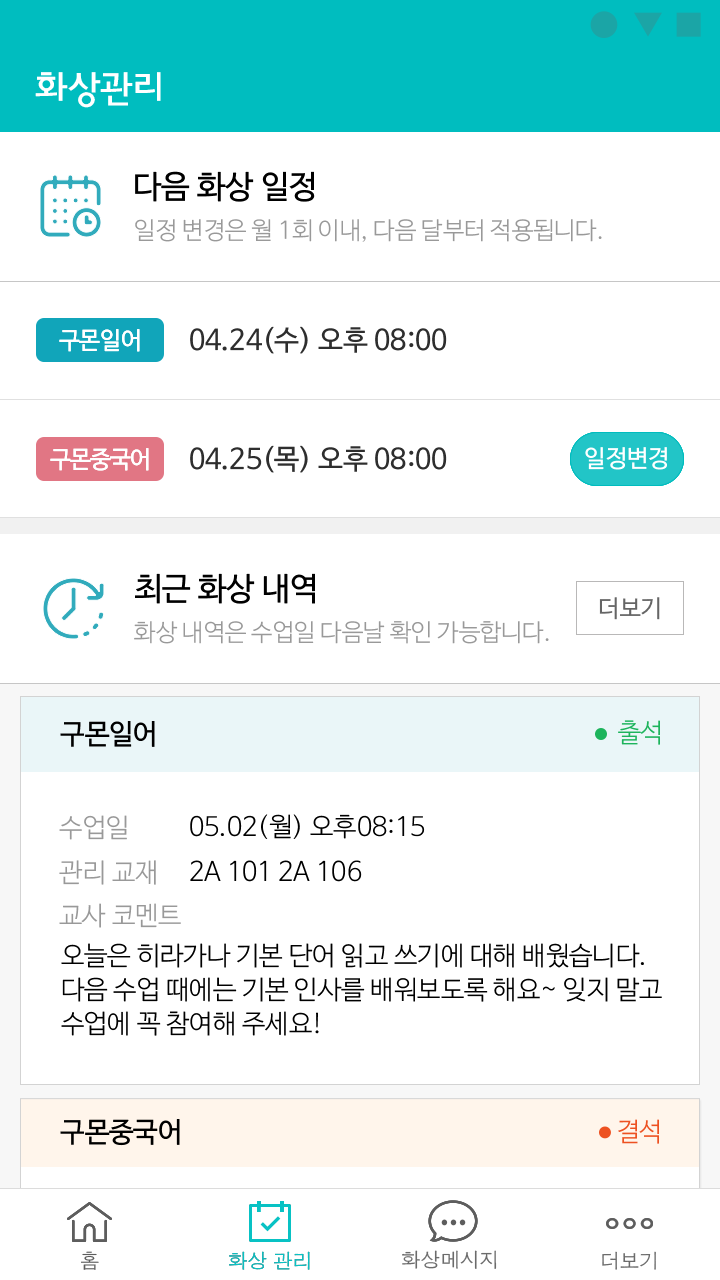 화상관리
다음 화상 일정
일정 변경은 월 1회 이내, 다음 달부터 적용됩니다.
구몬일어 04.24(수) 오후 08:00
구몬중국어 04.25(목) 오후 08:00 일정변경
최근 화상 내역
화상 내역은 수업일 다음날 확인 가능합니다.
더보기
구몬일어 출석
수업일 05.02(월) 오후08:15
관리 교재 2A 101 2A 106
교사 코멘트
오늘은 히라가나 기본 단어 읽고 쓰기에 대해 배웠습니다.
다음 수업 때에는 기본 인사를 배워보도록 해요~ 잊지 말고
수업에 꼭 참여해 주세요!
구몬중국어 결석
홈 화상 관리 화상메시지 더보기